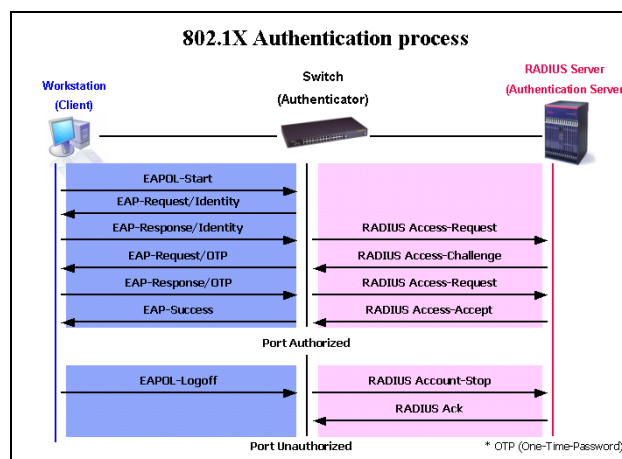 802.1X Authentication process
Workstation
(Client)
Switch
(Authenticator)
RADIUS Server
(Authentication Server)
EAPOL-Start
EAP-Request/Identity
EAP-Response/Identity
RADIUS Access-Request
EAP-Request/OTP
RADIUS Access-Challenge
EAP-Response/OTP
RADIUS Access-Request
EAP-Success
RADIUS Access-Accept
Port Authorized
EAPOL-Logoff
RADIUS Account-Stop
RADIUS Ack
Port Unauthorized
* OTP (One-Time-Password)